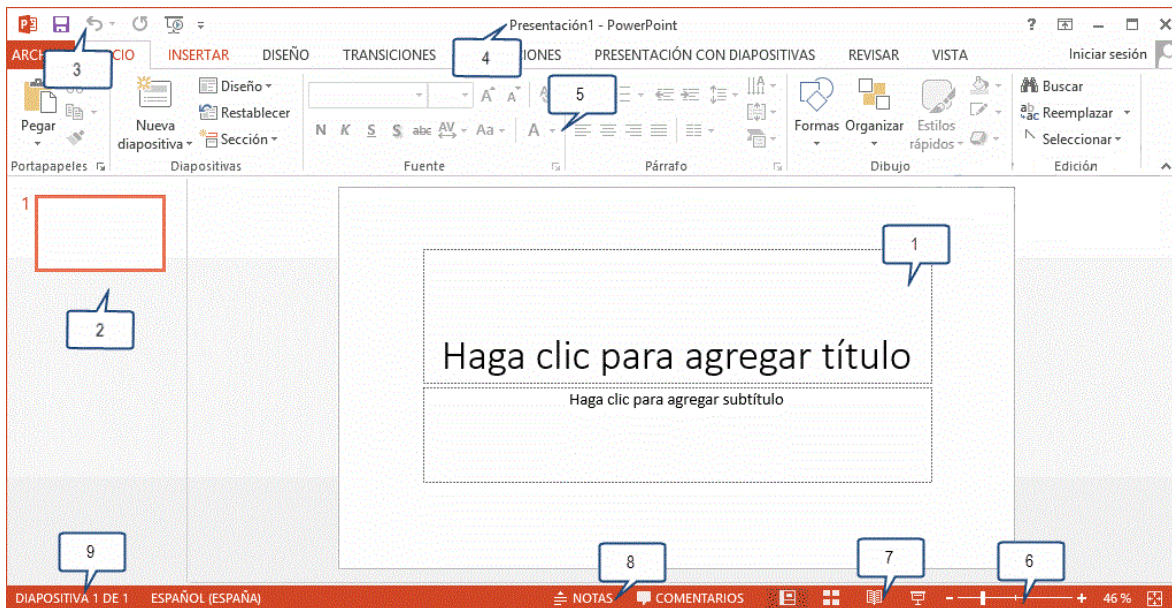 Presentación1 - PowerPoint
ARCH CIO INSERTAR DISEÑO TRANSICIONES IONES PRESENTACIÓN CON DIAPOSITIVAS REVISAR VISTA Iniciar sesión
3
4
5
Pegar
Nueva
diapositiva
Diseño
Restablecer
Sección
N K S S abc AV Aa A
A A
Formas
Organizar
Estilos
rápidos
Buscar
Reemplazar
Seleccionar
Portapapeles Diapositivas Fuente Párrafo Dibujo Edición
1
2
1
Haga clic para agregar título
Haga clic para agregar subtítulo
9
8
7
6
DIAPOSITIVA 1 DE 1 ESPAÑOL (ESPAÑA) NOTAS COMENTARIOS 46 %